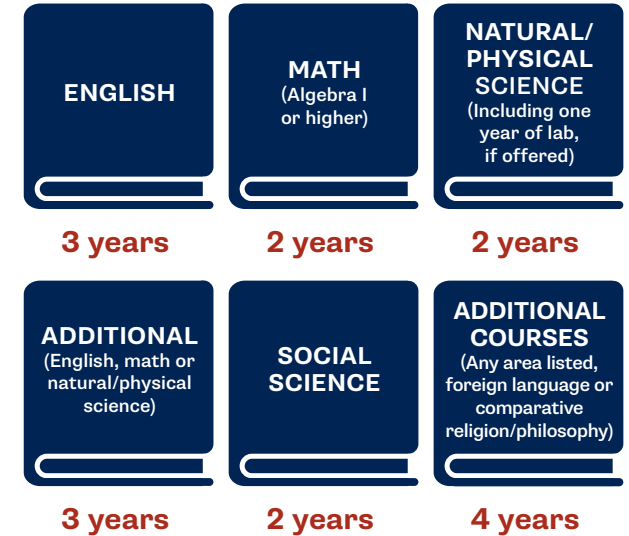 ENGLISH
MATH
(Algebra I
or higher)
NATURAL/
PHYSICAL
SCIENCE
(Including one
year of lab,
if offered)
3 years
2 years
2 years
ADDITIONAL
(English, math or
natural/physical
science)
SOCIAL
SCIENCE
ADDITIONAL
COURSES
(Any area listed,
foreign language or
comparative
religion/philosophy)
3 years
2 years
4 years